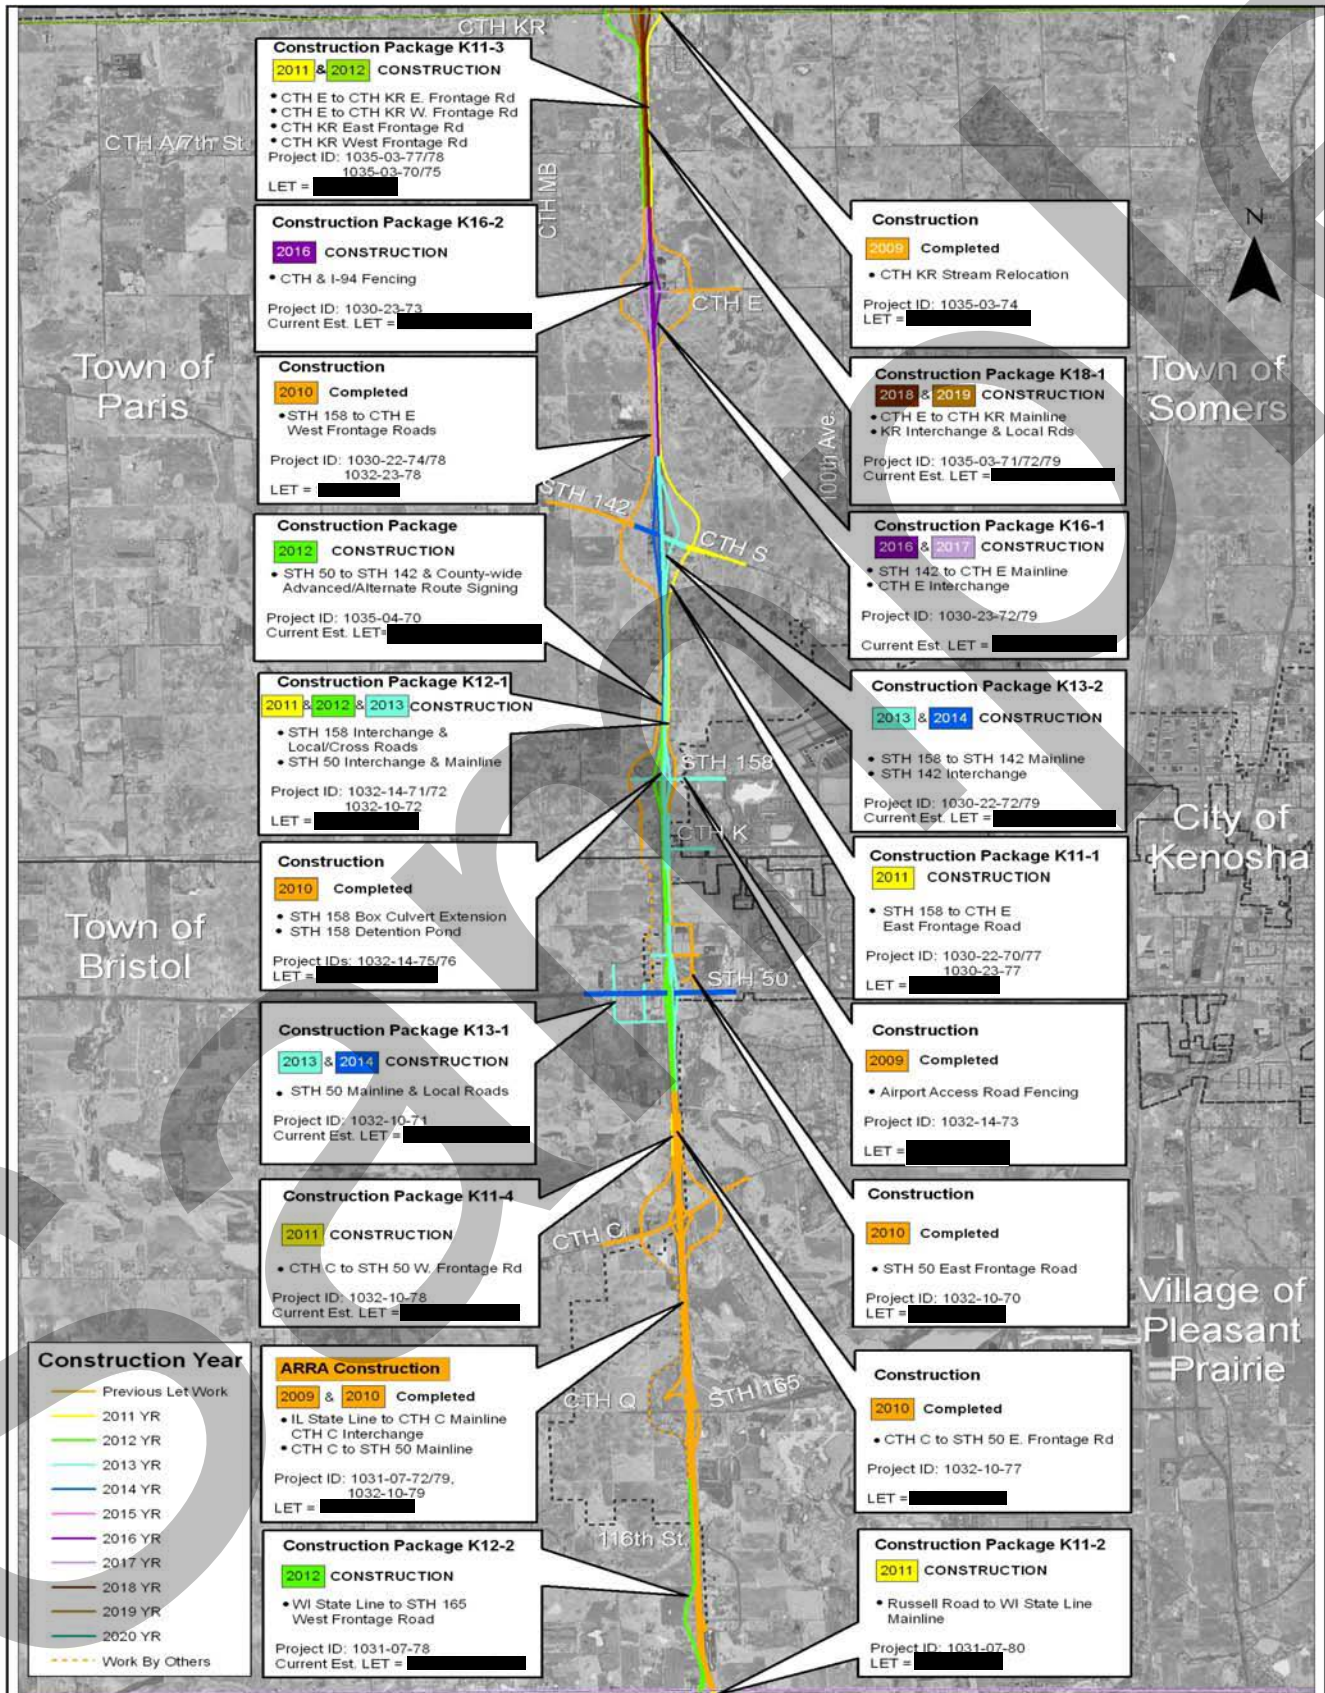 CTH KR
Construction Package K11-3
2011 & 2012 CONSTRUCTION
• CTH E to CTH KR E. Frontage Rd
• CTH E to CTH KR W. Frontage Rd
• CTH KR East Frontage Rd
• CTH KR West Frontage Rd
Project ID: 1035-03-77/78
1035-03-70/75
LET =
CTH A/7th St
CTH MB
Construction Package K16-2
2016 CONSTRUCTION
• CTH & I-94 Fencing
Project ID: 1030-23-73
Current Est. LET =
Construction
2009 Completed
• CTH KR Stream Relocation
Project ID: 1035-03-74
LET =
N
CTH E
Town of
Paris
Construction
2010 Completed
• STH 158 to CTH E
West Frontage Roads
Project ID: 1030-22-74/78
1032-23-78
LET =
Construction Package K18-1
2018 & 2019 CONSTRUCTION
• CTH E to CTH KR Mainline
• KR Interchange & Local Rds
Project ID: 1035-03-71/72/79
Current Est. LET =
Town of
Somers
100th Ave.
STH 142
CTH S
Construction Package
2012 CONSTRUCTION
• STH 50 to STH 142 & County-wide
Advanced/Alternate Route Signing
Project ID: 1035-04-70
Current Est. LET=
Construction Package K16-1
2016 & 2017 CONSTRUCTION
• STH 142 to CTH E Mainline
• CTH E Interchange
Project ID: 1030-23-72/79
Current Est. LET =
Construction Package K12-1
2011 & 2012 & 2013 CONSTRUCTION
• STH 158 Interchange &
Local/Cross Roads
• STH 50 Interchange & Mainline
Project ID: 1032-14-71/72
1032-10-72
LET =
Construction Package K13-2
2013 & 2014 CONSTRUCTION
• STH 158 to STH 142 Mainline
• STH 142 Interchange
Project ID: 1030-22-72/79
Current Est. LET =
STH 158
CTH K
City of
Kenosha
Construction
2010 Completed
• STH 158 Box Culvert Extension
• STH 158 Detention Pond
Project IDs: 1032-14-75/76
LET =
Construction Package K11-1
2011 CONSTRUCTION
• STH 158 to CTH E
East Frontage Road
Project ID: 1030-22-70/77
1030-23-77
LET =
Town of
Bristol
STH 50
Construction Package K13-1
2013 & 2014 CONSTRUCTION
• STH 50 Mainline & Local Roads
Project ID: 1032-10-71
Current Est. LET =
Construction
2009 Completed
• Airport Access Road Fencing
Project ID: 1032-14-73
LET =
Construction Package K11-4
2011 CONSTRUCTION
• CTH C to STH 50 W. Frontage Rd
Project ID: 1032-10-78
Current Est. LET =
CTH C
Construction
2010 Completed
• STH 50 East Frontage Road
Project ID: 1032-10-70
LET =
Village of
Pleasant
Prairie
Construction Year
Previous Let Work
2011 YR
2012 YR
2013 YR
2014 YR
2015 YR
2016 YR
2017 YR
2018 YR
2019 YR
2020 YR
Work By Others
ARRA Construction
2009 & 2010 Completed
• IL State Line to CTH C Mainline
CTH C Interchange
• CTH C to STH 50 Mainline
Project ID: 1031-07-72/79,
1032-10-79
LET =
CTH Q
STH 165
Construction
2010 Completed
• CTH C to STH 50 E. Frontage Rd
Project ID: 1032-10-77
LET =
116th St.
Construction Package K12-2
2012 CONSTRUCTION
• WI State Line to STH 165
West Frontage Road
Project ID: 1031-07-78
Current Est. LET =
Construction Package K11-2
2011 CONSTRUCTION
• Russell Road to WI State Line
Mainline
Project ID: 1031-07-80
LET =
Sample